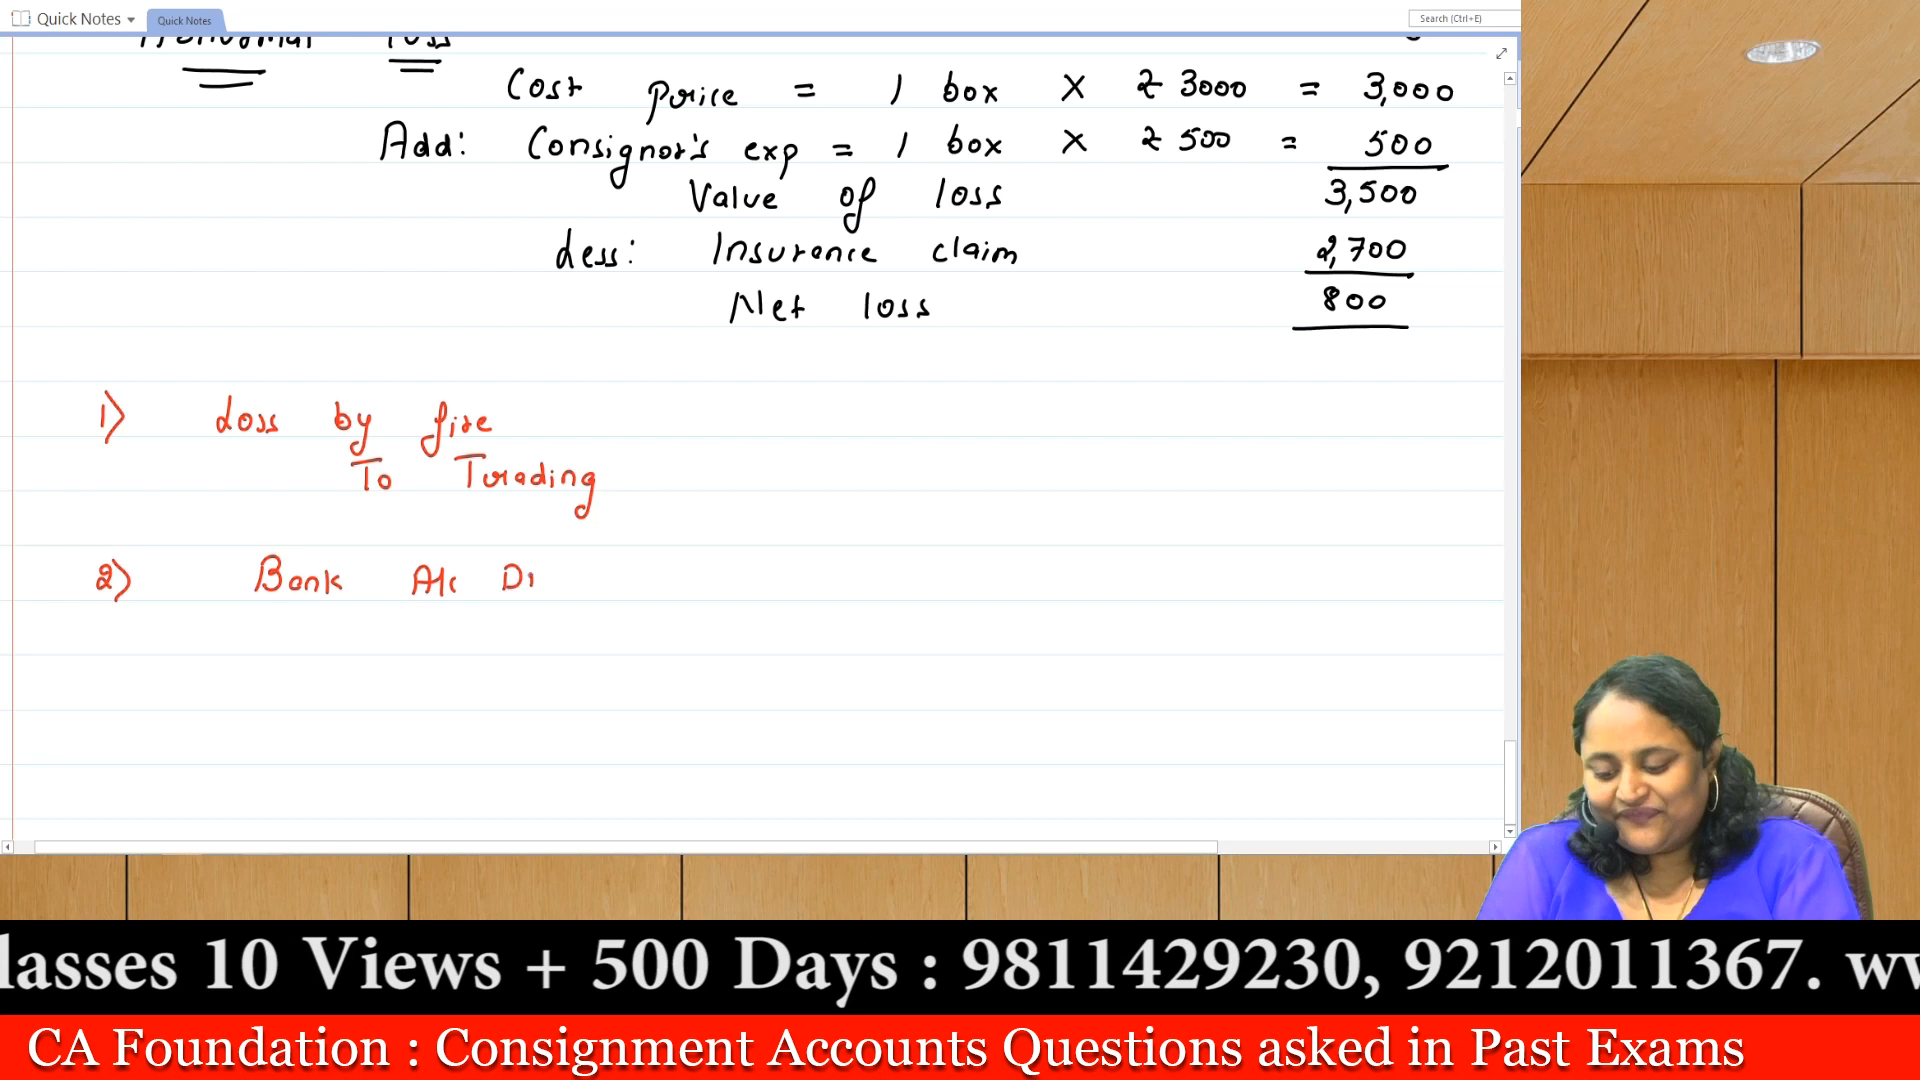 Quick Notes
Quick Notes
Search (Ctrl+E)
loss
Cost price = 1 box X ₹ 3000 = 3,000
Add: Consignor's exp = 1 box X ₹ 500 = 500
Value of loss 3,500
Less: Insurance claim 2,700
Net loss 800
1) Loss by fire
To Trading
2) Bank A/c Dr
lasses 10 Views + 500 Days : 9811429230, 9212011367. ww
CA Foundation : Consignment Accounts Questions asked in Past Exams